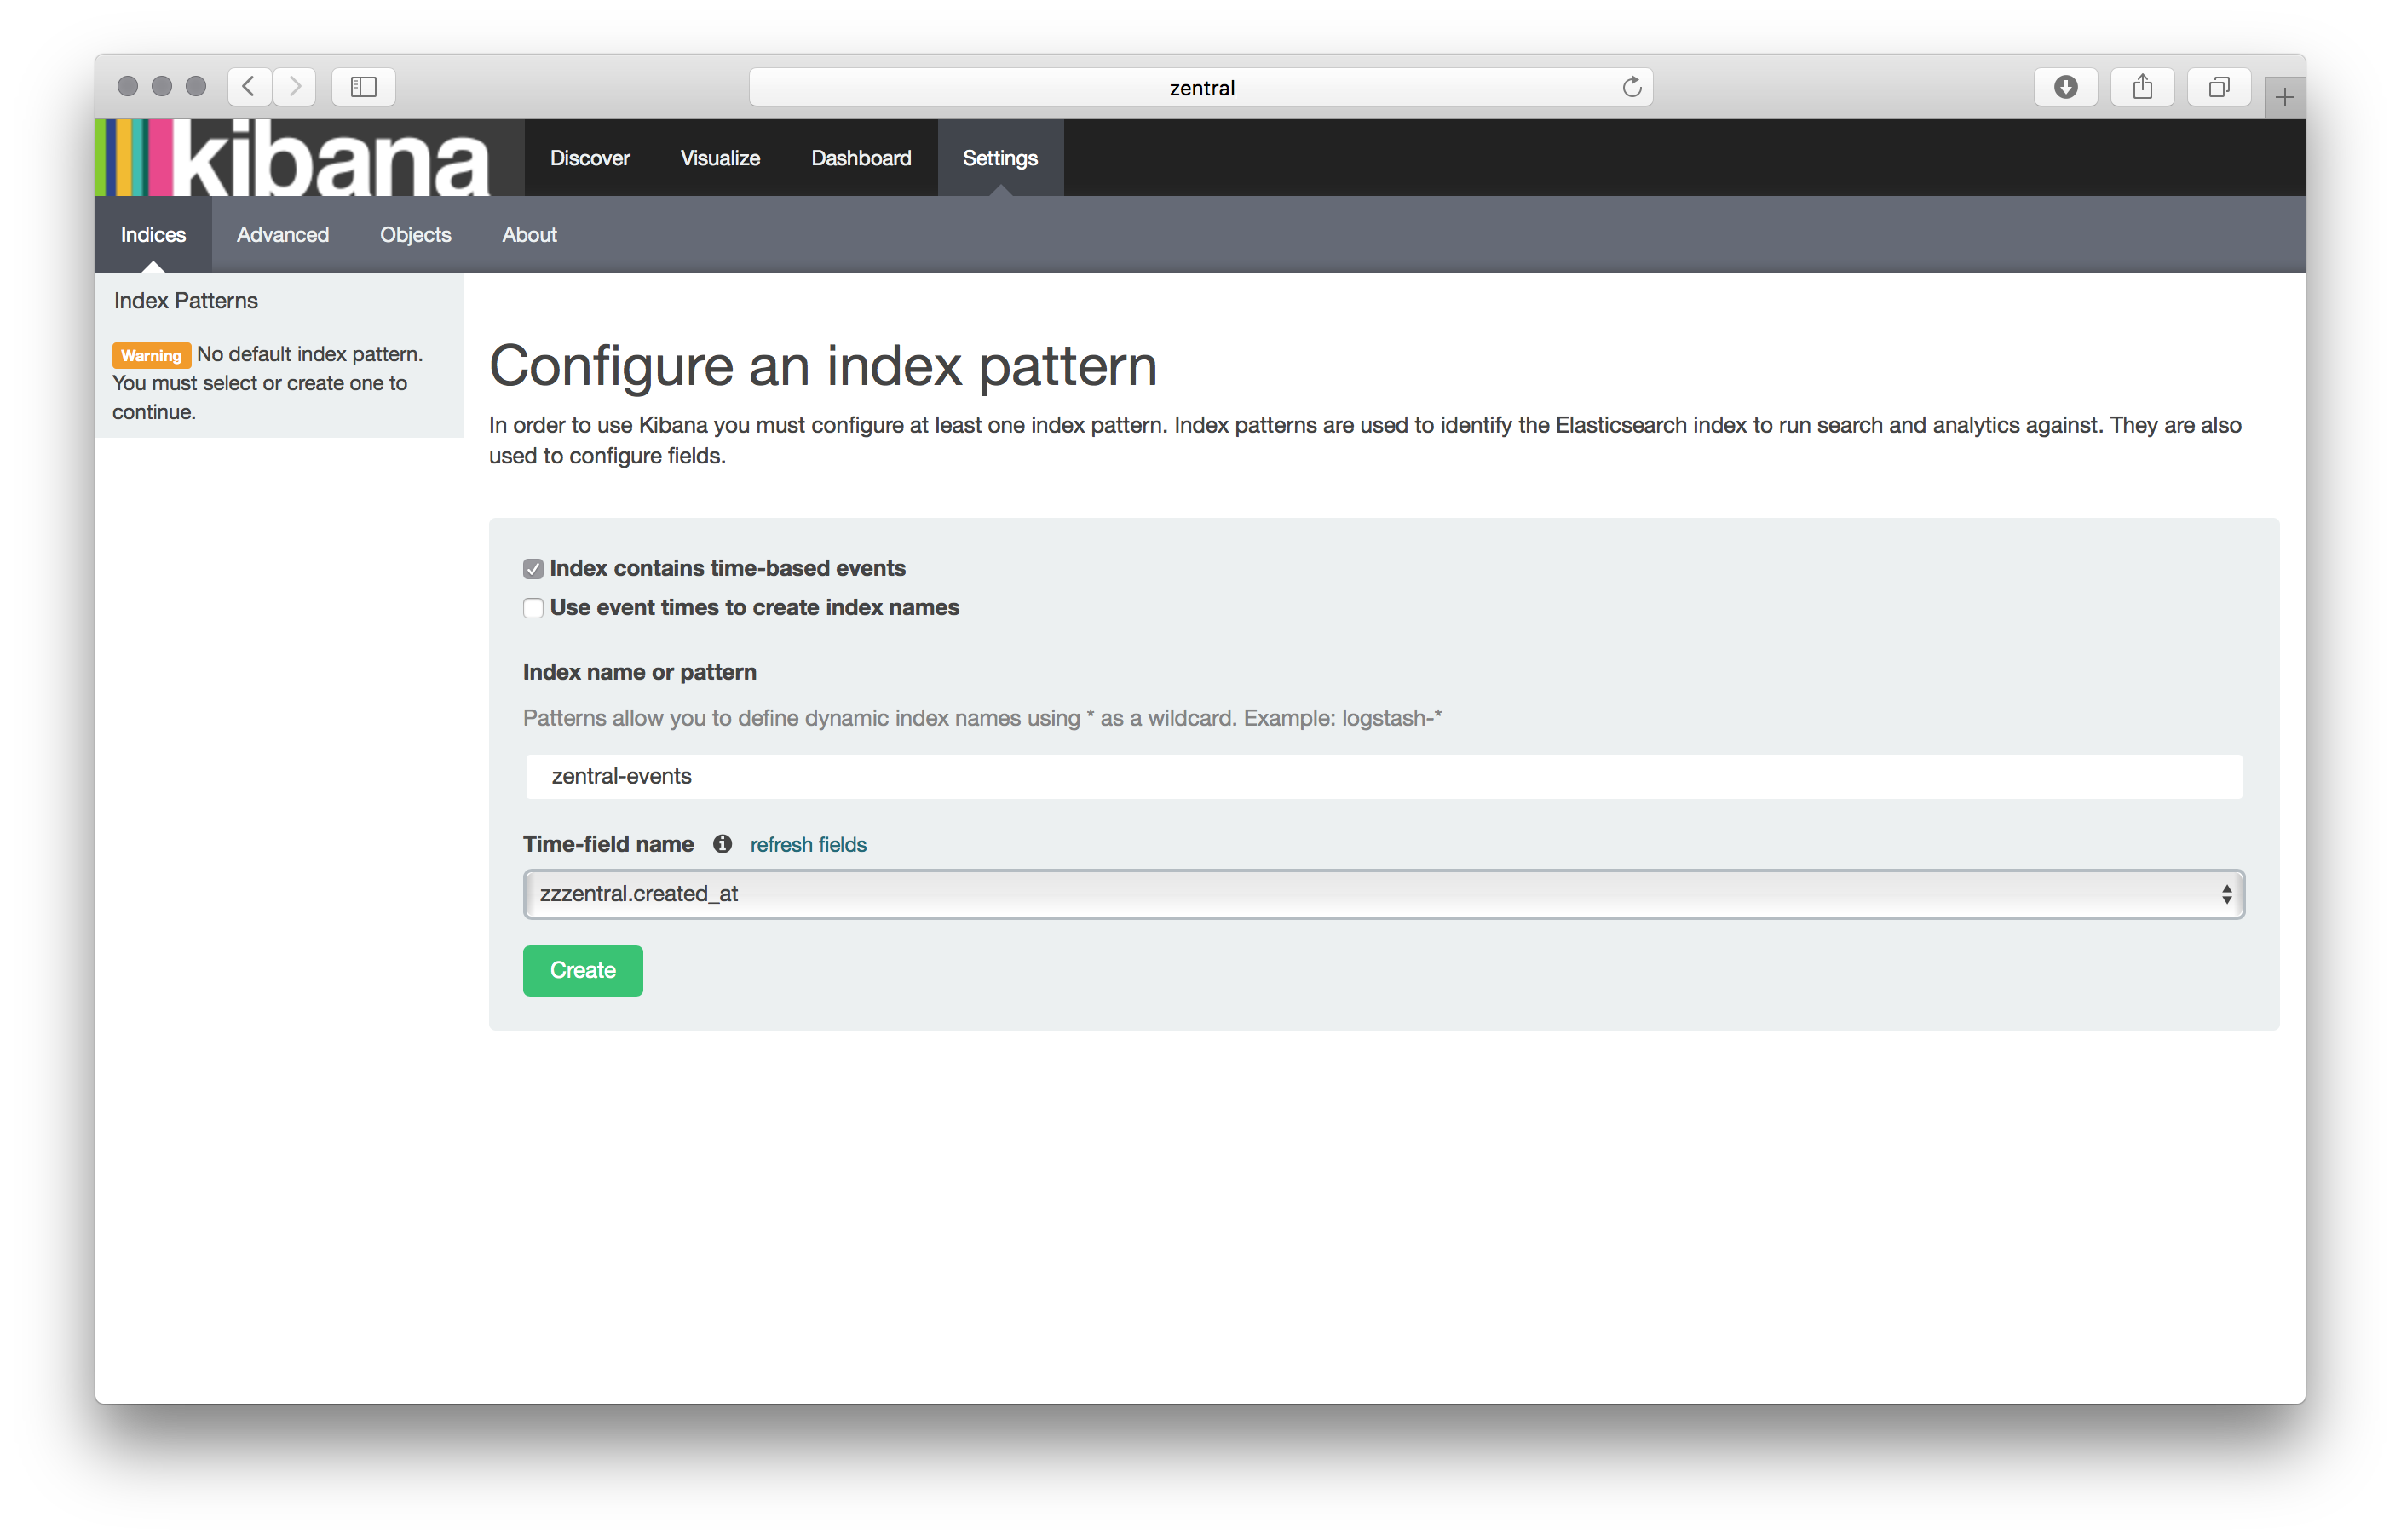 zentral
kibana
Discover Visualize Dashboard Settings
Indices Advanced Objects About
Index Patterns
Warning No default index pattern.
You must select or create one to
continue.
Configure an index pattern
In order to use Kibana you must configure at least one index pattern. Index patterns are used to identify the Elasticsearch index to run search and analytics against. They are also
used to configure fields.
Index contains time-based events
Use event times to create index names
Index name or pattern
Patterns allow you to define dynamic index names using * as a wildcard. Example: logstash-*
zentral-events
Time-field name refresh fields
zzzentral.created_at
Create